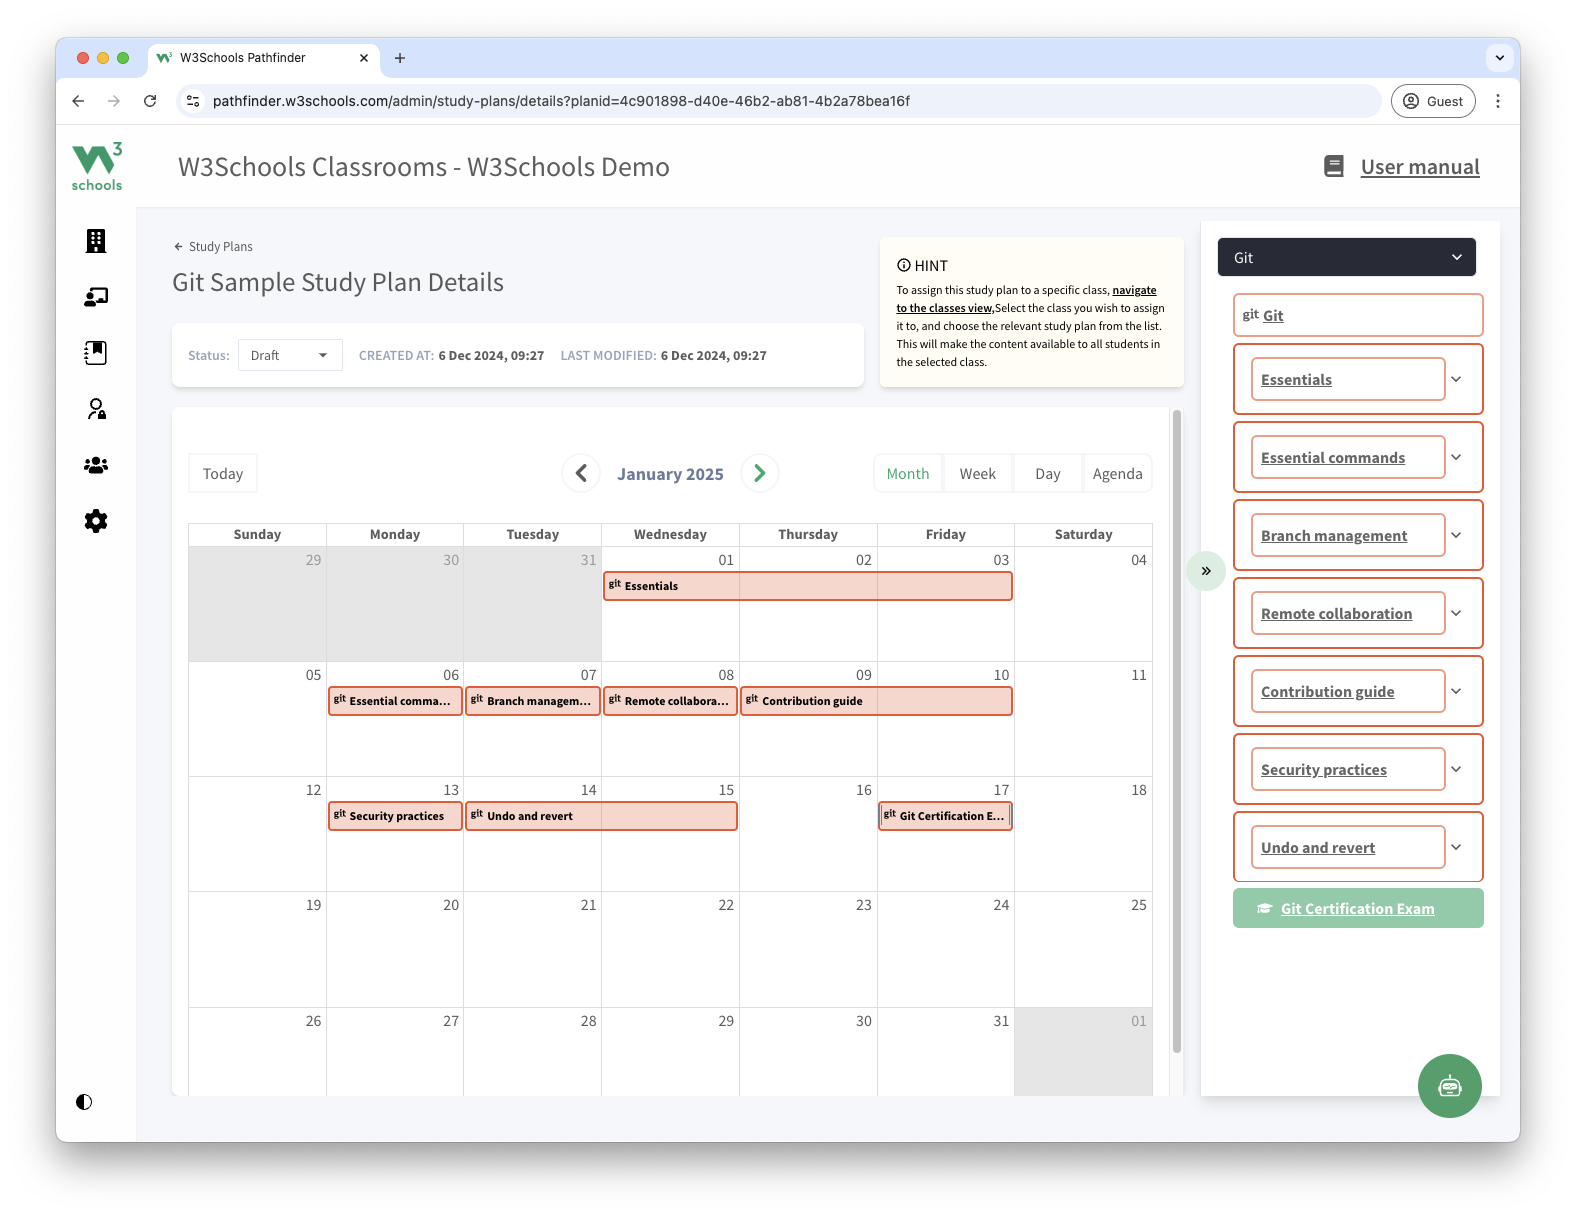 W3Schools Pathfinder
pathfinder.w3schools.com/admin/study-plans/details?planid=4c901898-d40e-46b2-ab81-4b2a78bea16f
Guest
W3
schools
W3Schools Classrooms - W3Schools Demo
User manual
Study Plans
Git Sample Study Plan Details
Status:
Draft
CREATED AT: 6 Dec 2024, 09:27
LAST MODIFIED: 6 Dec 2024, 09:27
HINT
To assign this study plan to a specific class, navigate
to the classes view,Select the class you wish to assign
it to, and choose the relevant study plan from the list.
This will make the content available to all students in
the selected class.
Today
January 2025
Month
Week
Day
Agenda
Sunday
Monday
Tuesday
Wednesday
Thursday
Friday
Saturday
29
30
31
01
02
03
04
git Essentials
05
06
07
08
09
10
11
git Essential comma...
git Branch managem...
git Remote collabora...
git Contribution guide
12
13
14
15
16
17
18
git Security practices
git Undo and revert
git Git Certification E...
19
20
21
22
23
24
25
26
27
28
29
30
31
01
Git
git Git
Essentials
Essential commands
Branch management
Remote collaboration
Contribution guide
Security practices
Undo and revert
Git Certification Exam